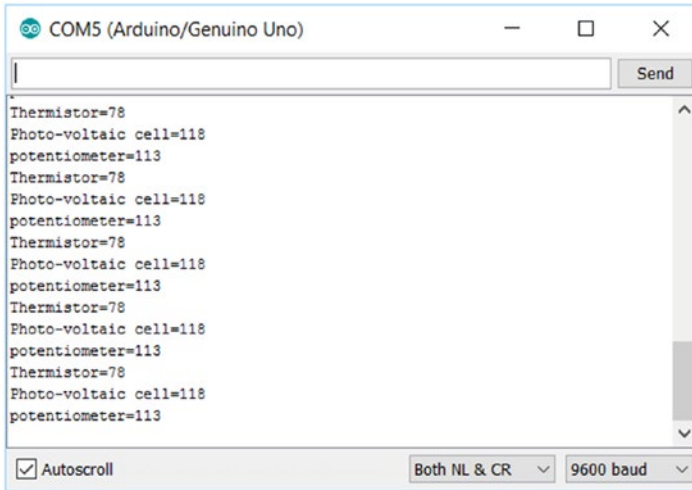 COM5 (Arduino/Genuino Uno)
Send
Thermistor=78
Photo-voltaic cell=118
potentiometer=113
Thermistor=78
Photo-voltaic cell=118
potentiometer=113
Thermistor=78
Photo-voltaic cell=118
potentiometer=113
Thermistor=78
Photo-voltaic cell=118
potentiometer=113
Thermistor=78
Photo-voltaic cell=118
potentiometer=113
Autoscroll Both NL & CR 9600 baud